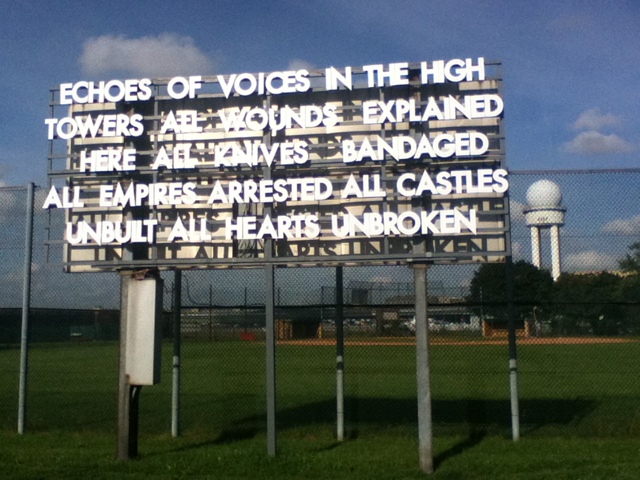 ECHOES OF VOICES IN THE HIGH
TOWERS ALL WOUNDS EXPLAINED
HERE ALL KNIVES BANDAGED
ALL EMPIRES ARRESTED ALL CASTLES
UNBUILT ALL HEARTS UNBROKEN